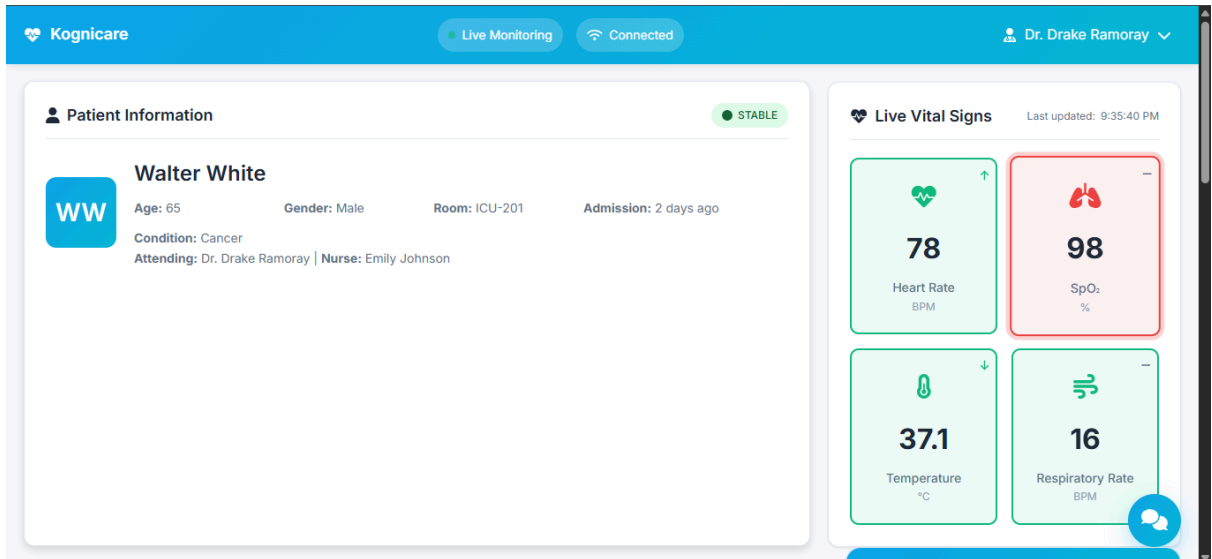 Kognicare
Live Monitoring
Connected
Dr. Drake Ramoray
Patient Information
STABLE
WW
Walter White
Age: 65 Gender: Male Room: ICU-201 Admission: 2 days ago
Condition: Cancer
Attending: Dr. Drake Ramoray | Nurse: Emily Johnson
Live Vital Signs
Last updated: 9:35:40 PM
78
Heart Rate
BPM
98
SpO₂
%
37.1
Temperature
°C
16
Respiratory Rate
BPM